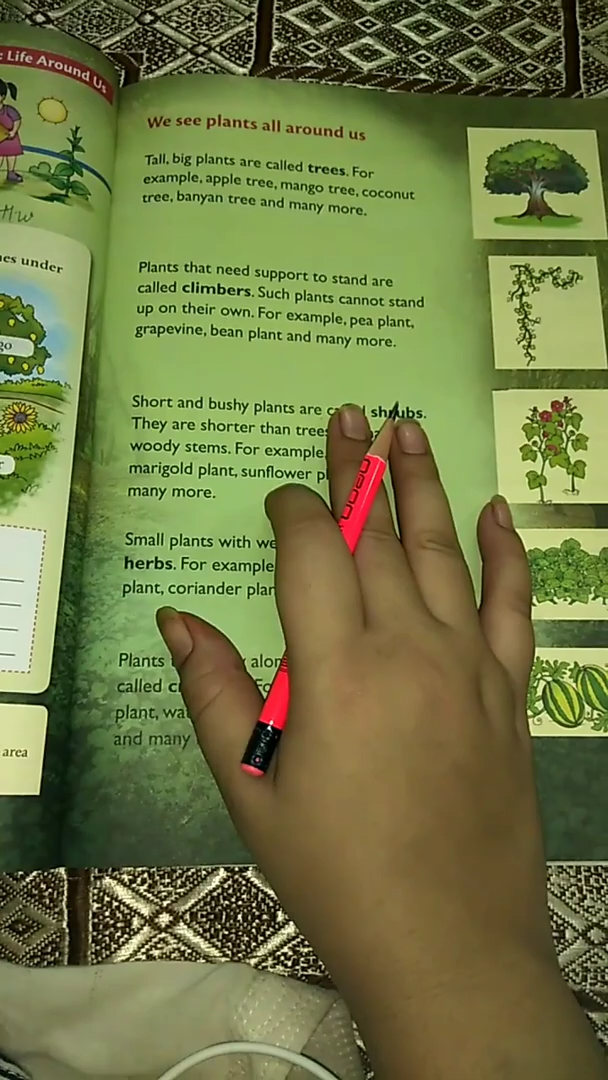 Life Around Us
H.W
We see plants all around us
Tall, big plants are called trees. For
example, apple tree, mango tree, coconut
tree, banyan tree and many more.
Plants that need support to stand are
called climbers. Such plants cannot stand
up on their own. For example, pea plant,
grapevine, bean plant and many more.
Short and bushy plants are shrubs.
They are shorter than trees
woody stems. For example,
marigold plant, sunflower
many more.
Small plants with
herbs. For example
plant, coriander
Plants
called
plant,
and many
under
area